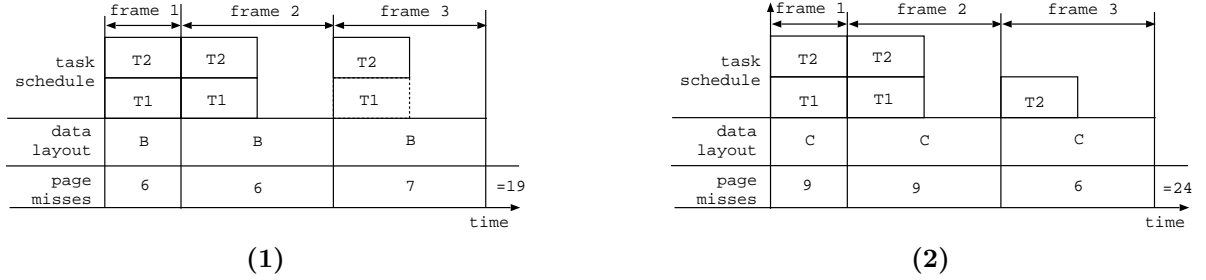 frame 1 frame 2 frame 3
task schedule
T2 T2 T2
T1 T1 T1
data layout
B B B
page misses
6 6 7 =19
time
(1)
frame 1 frame 2 frame 3
task schedule
T2 T2
T1 T1 T2
data layout
C C C
page misses
9 9 6 =24
time
(2)